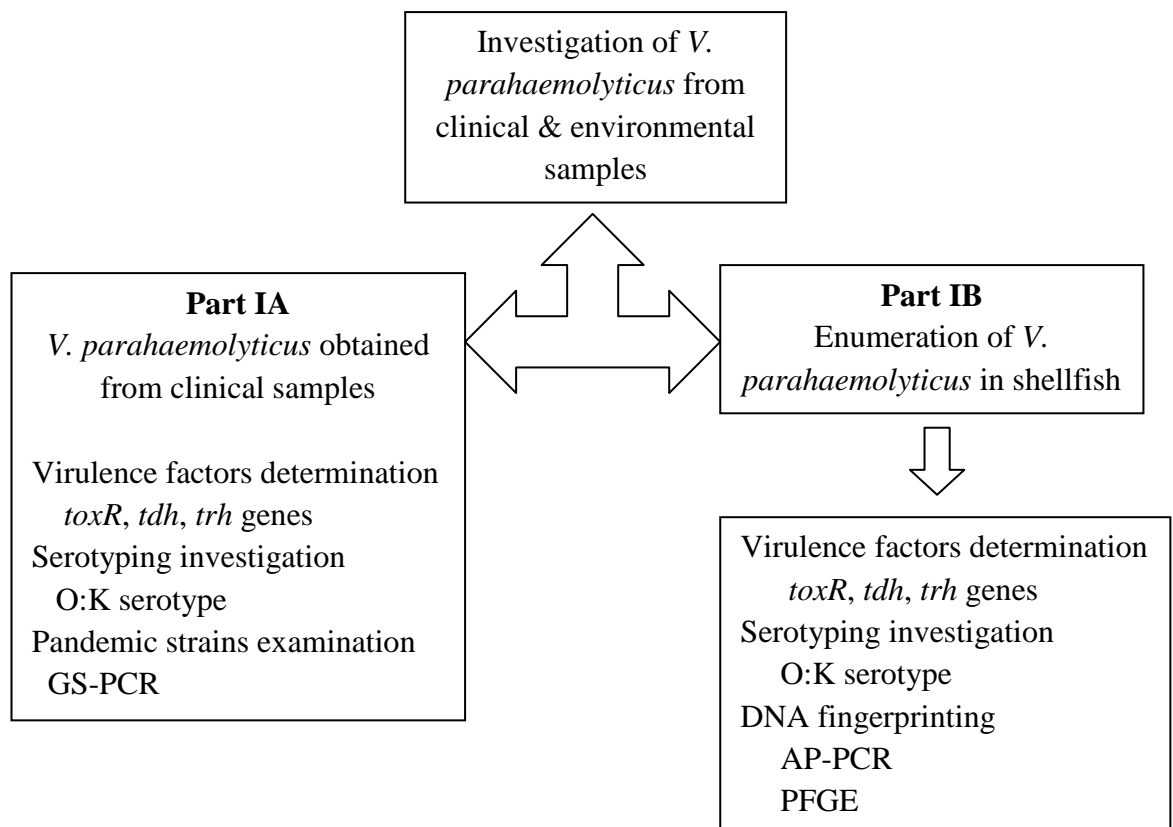 Investigation of V.
parahaemolyticus from
clinical & environmental
samples
Part IA
V. parahaemolyticus obtained
from clinical samples
Virulence factors determination
toxR, tdh, trh genes
Serotyping investigation
O:K serotype
Pandemic strains examination
GS-PCR
Part IB
Enumeration of V.
parahaemolyticus in shellfish
Virulence factors determination
toxR, tdh, trh genes
Serotyping investigation
O:K serotype
DNA fingerprinting
AP-PCR
PFGE